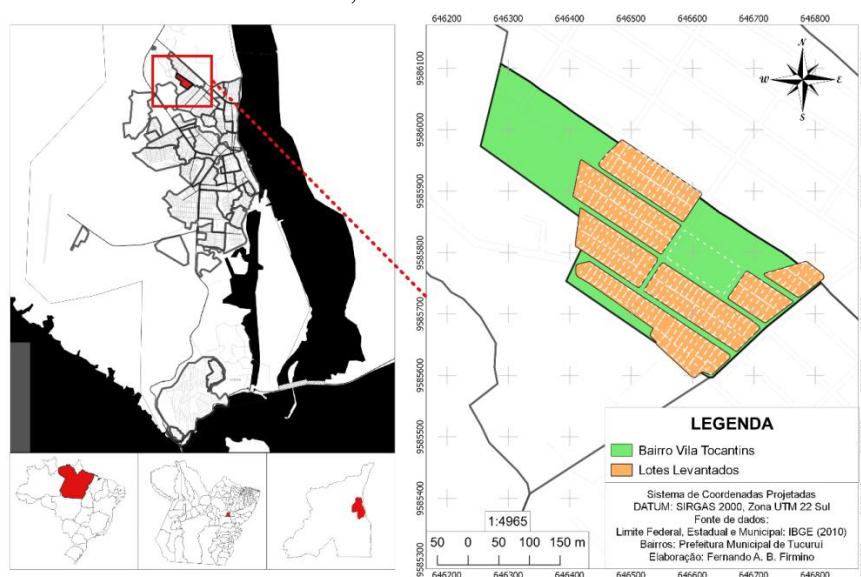 646200 646300 646400 646500 646600 646700 646800
N
W E
S
9586100
9586000
9585900
9585800
9585700
9585600
9585500
9585400
9585300
LEGENDA
Bairro Vila Tocantins
Lotes Levantados
Sistema de Coordenadas Projetadas
DATUM: SIRGAS 2000, Zona UTM 22 Sul
Fonte de dados:
Limite Federal, Estadual e Municipal: IBGE (2010)
Bairros: Prefeitura Municipal de Tucuruí
Elaboração: Fernando A. B. Firmino
1:4965
50 0 50 100 150 m
646200 646300 646400 646500 646600 646700 646800